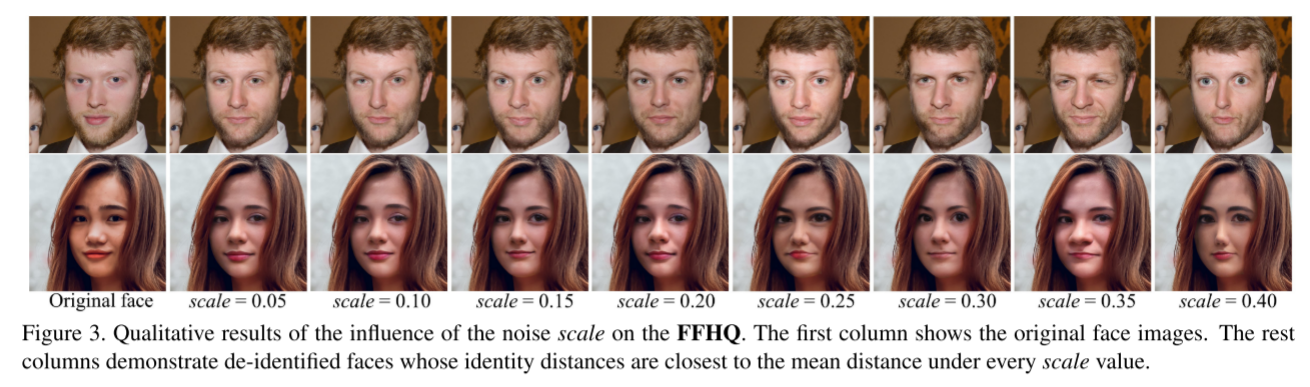 Original face scale = 0.05 scale = 0.10 scale = 0.15 scale = 0.20 scale = 0.25 scale = 0.30 scale = 0.35 scale = 0.40
Figure 3. Qualitative results of the influence of the noise scale on the FFHQ. The first column shows the original face images. The rest
columns demonstrate de-identified faces whose identity distances are closest to the mean distance under every scale value.